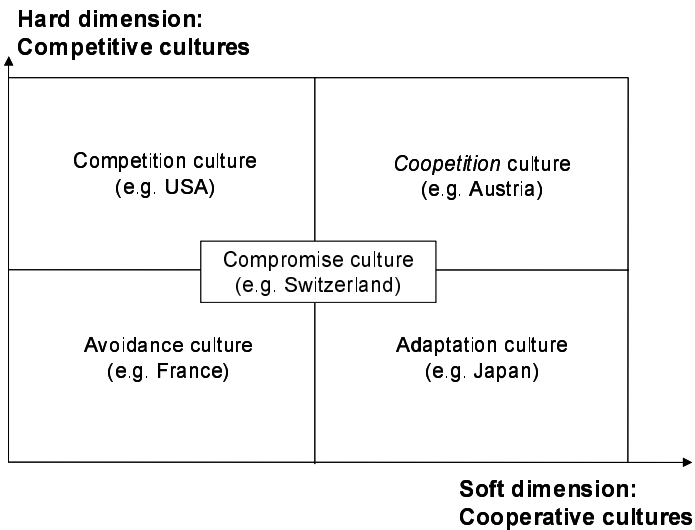 Hard dimension:
Competitive cultures
Competition culture
(e.g. USA)
Coopetition culture
(e.g. Austria)
Compromise culture
(e.g. Switzerland)
Avoidance culture
(e.g. France)
Adaptation culture
(e.g. Japan)
Soft dimension:
Cooperative cultures